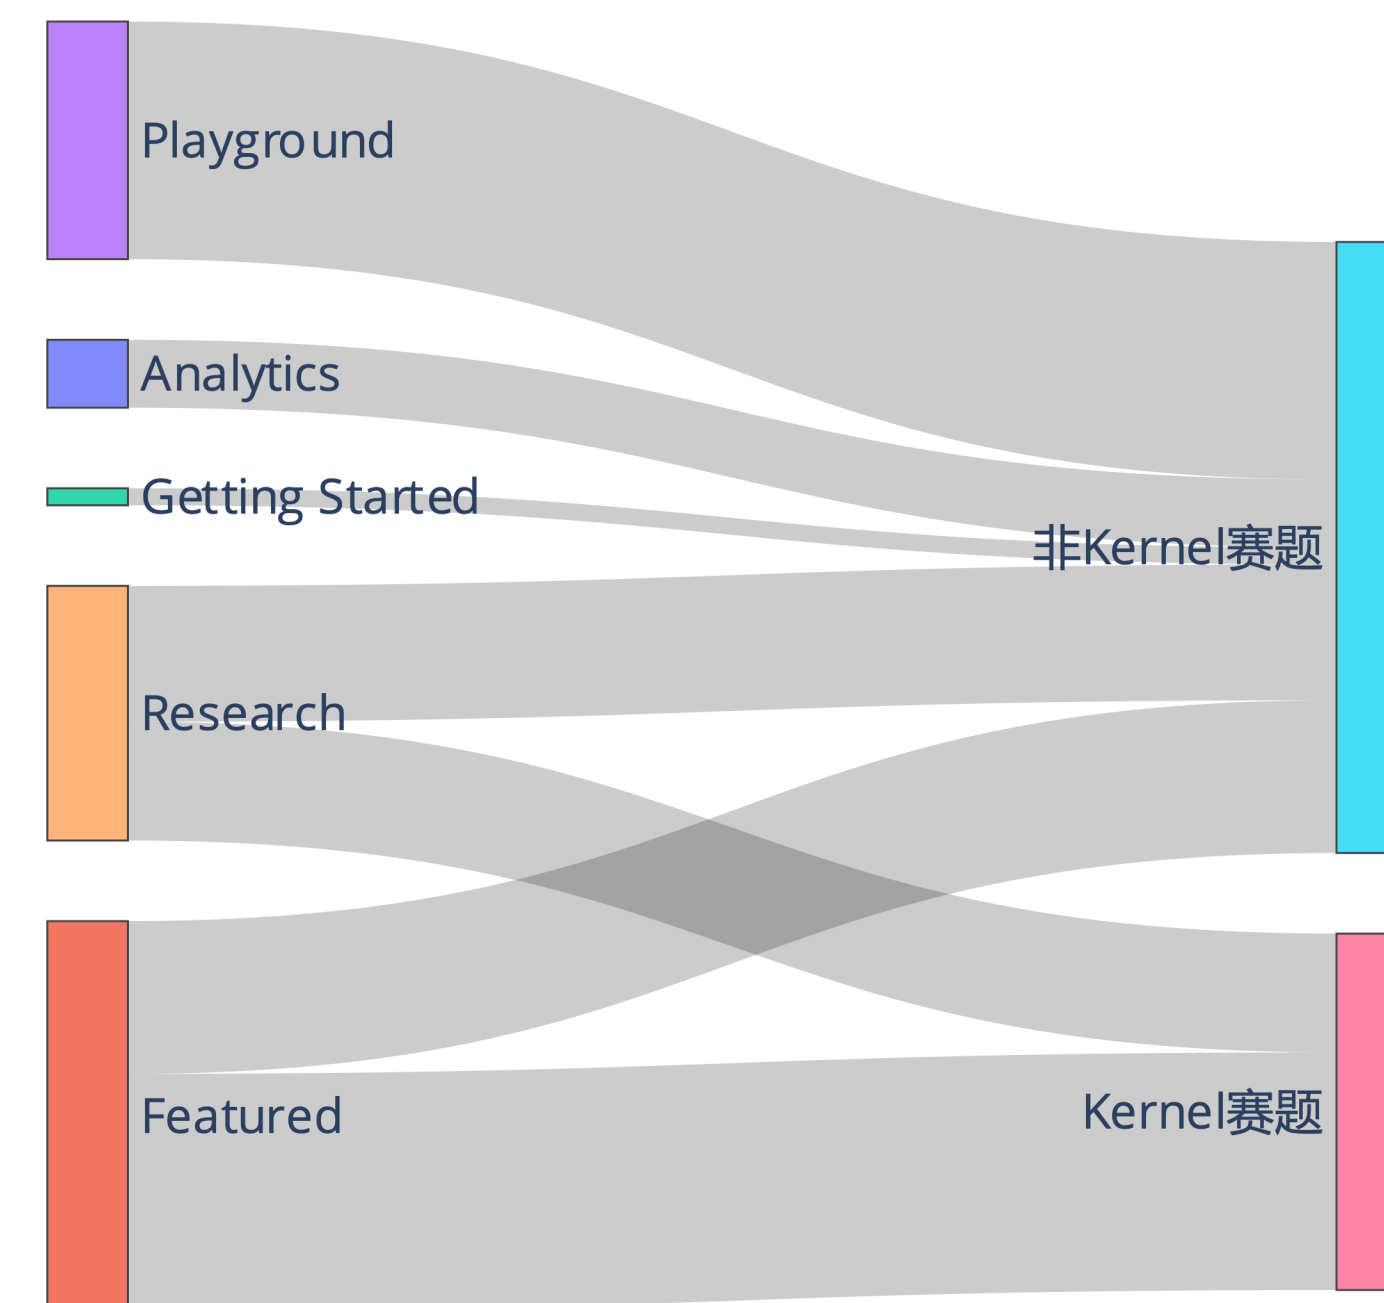 Playground
Analytics
Getting Started
非Kernel赛题
Research
Kernel赛题
Featured